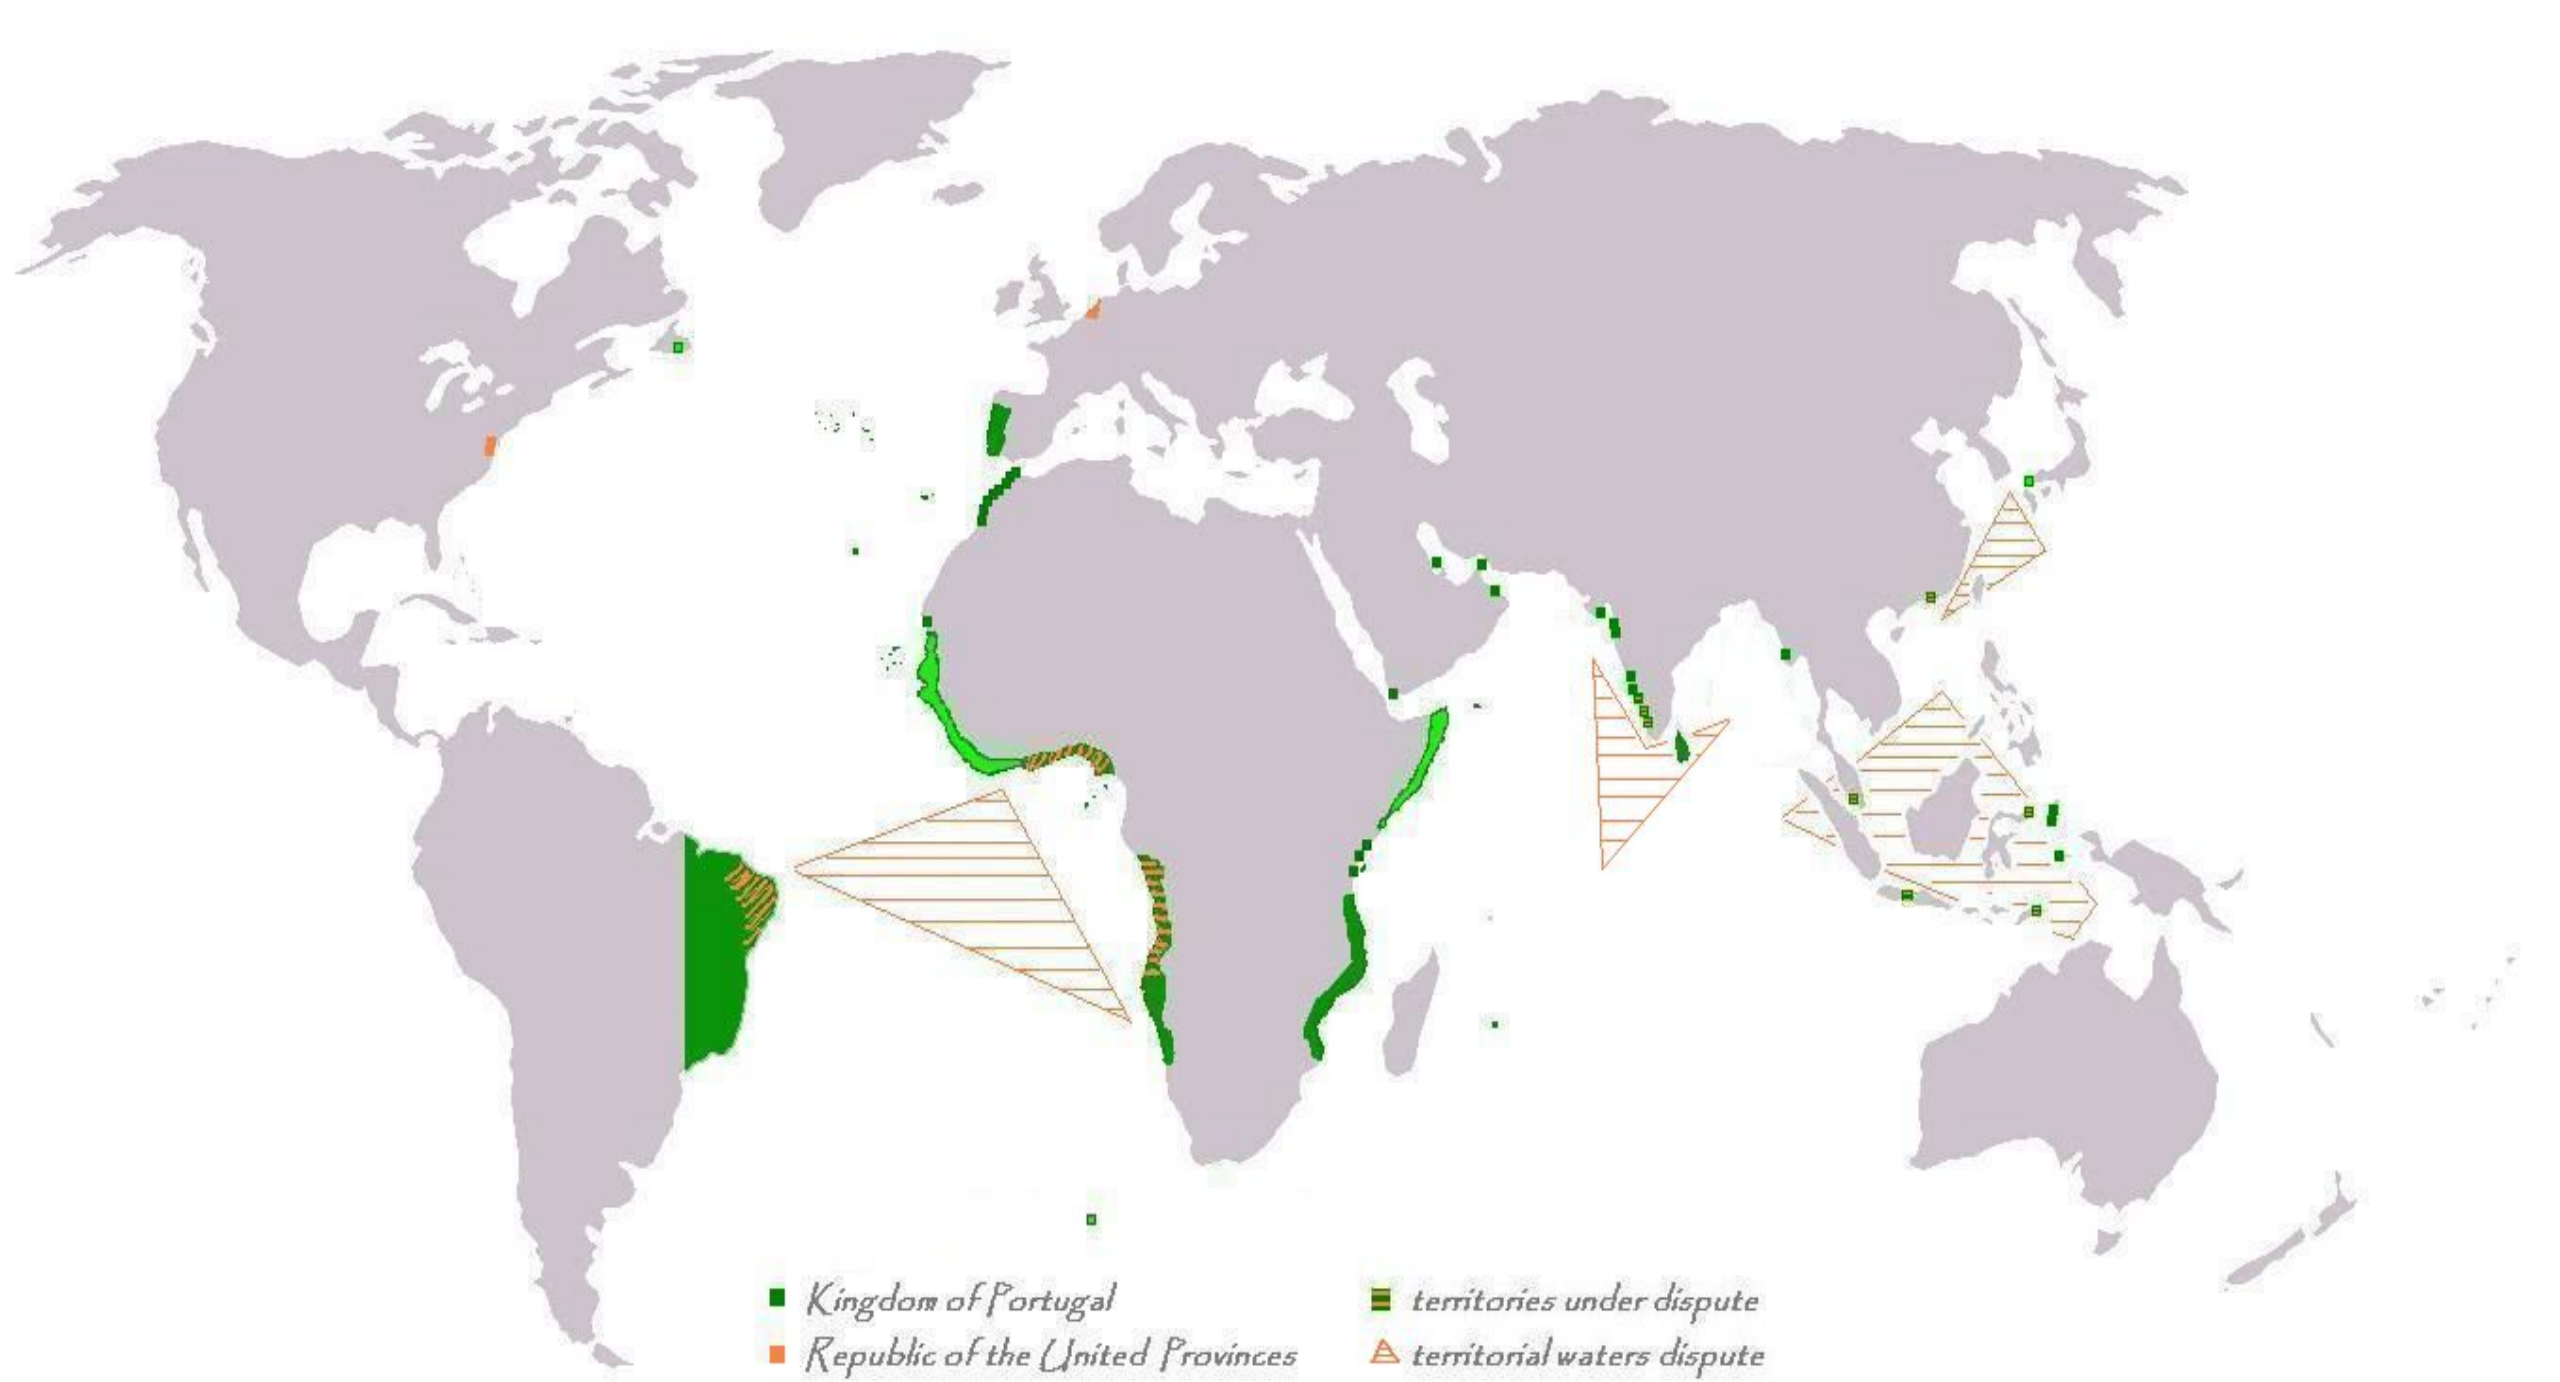 Kingdom of Portugal
Republic of the United Provinces
territories under dispute
territorial waters dispute